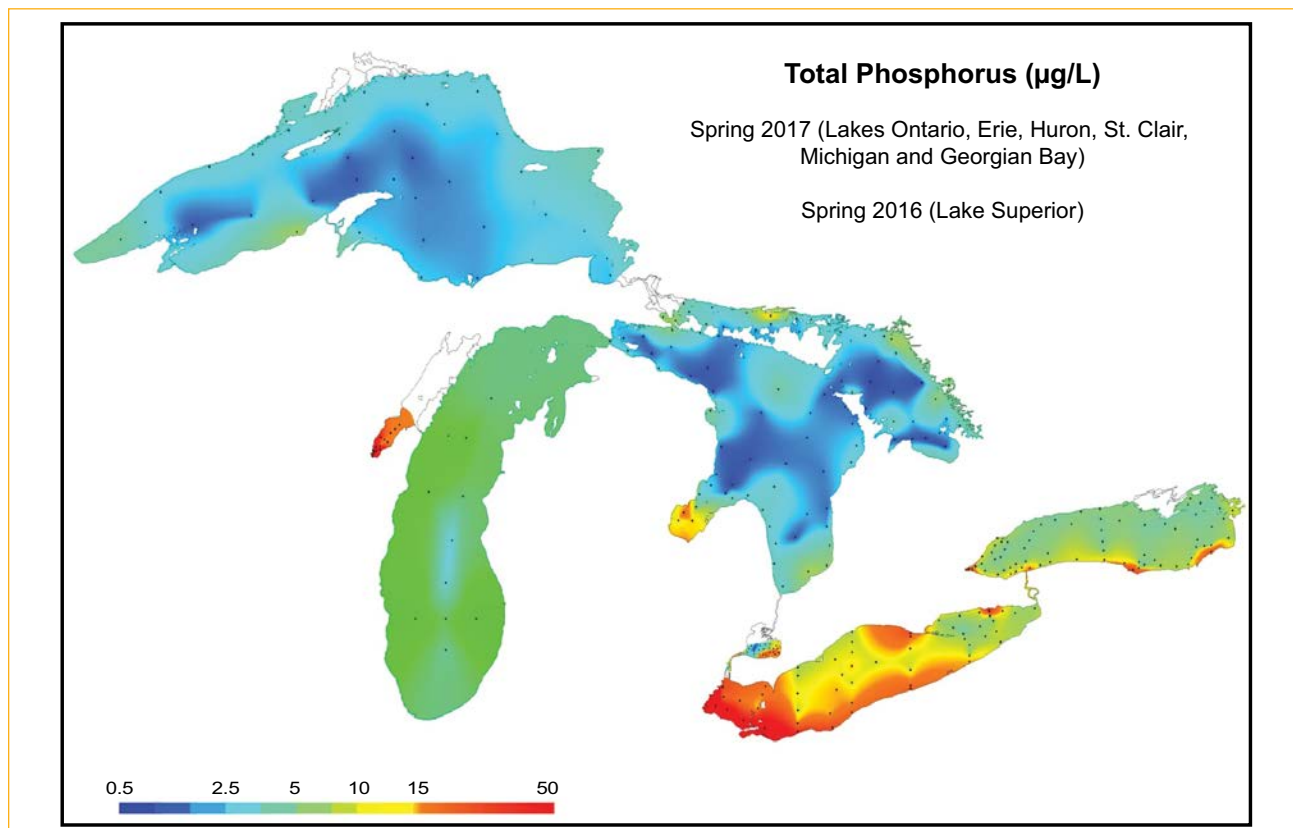 Total Phosphorus (µg/L)
Spring 2017 (Lakes Ontario, Erie, Huron, St. Clair,
Michigan and Georgian Bay)
Spring 2016 (Lake Superior)
0.5 2.5 5 10 15 50